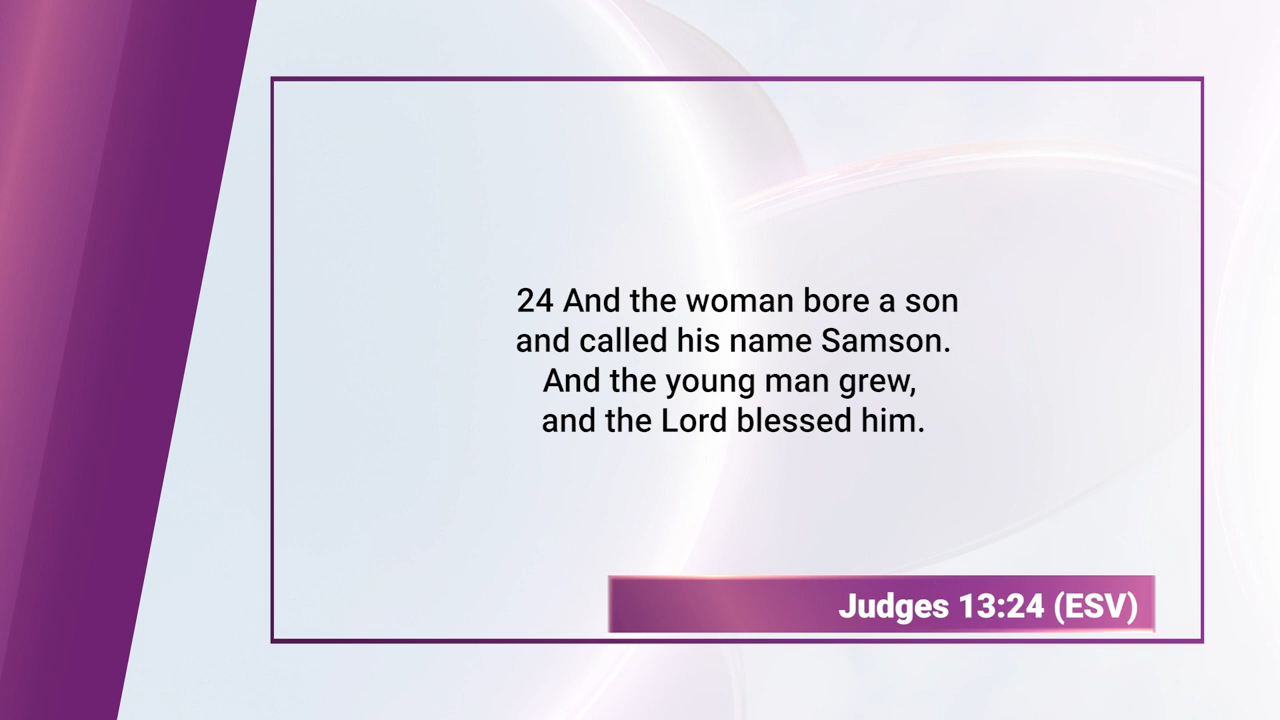 24 And the woman bore a son
and called his name Samson.
And the young man grew,
and the Lord blessed him.
Judges 13:24 (ESV)